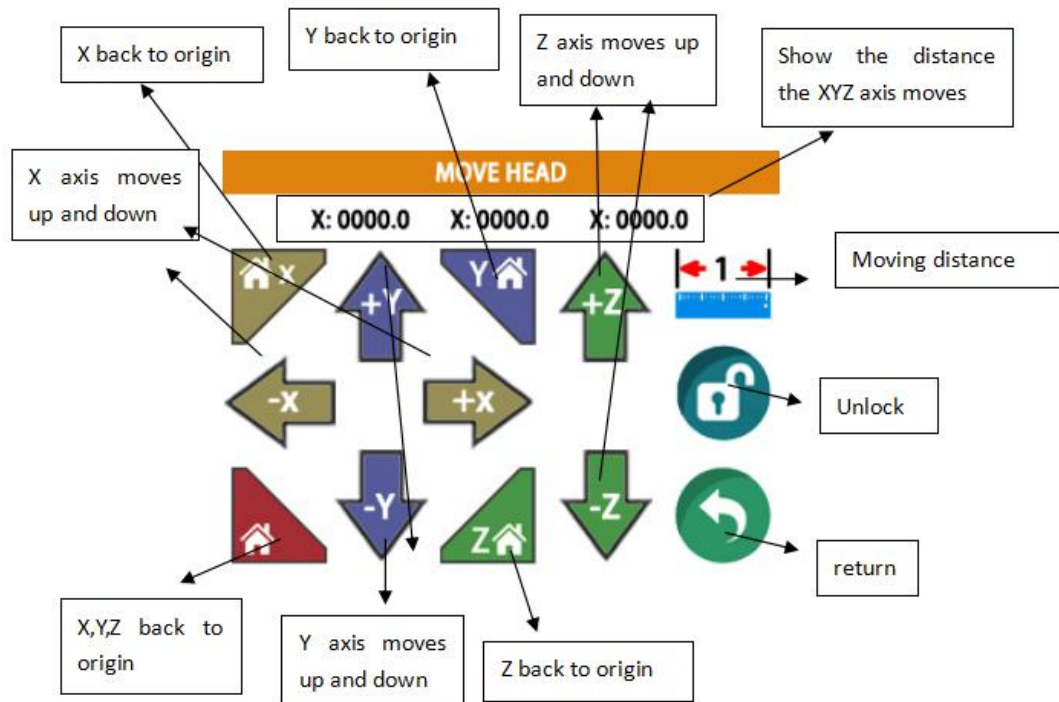 X back to origin
Y back to origin
Z axis moves up
and down
Show the distance
the XYZ axis moves
X axis moves
up and down
MOVE HEAD
X: 0000.0 X: 0000.0 X: 0000.0
X
+Y
Y
+Z
1
Moving distance
-X
+X
Unlock
-Y
Z
-Z
return
X,Y,Z back to
origin
Y axis moves
up and down
Z back to origin